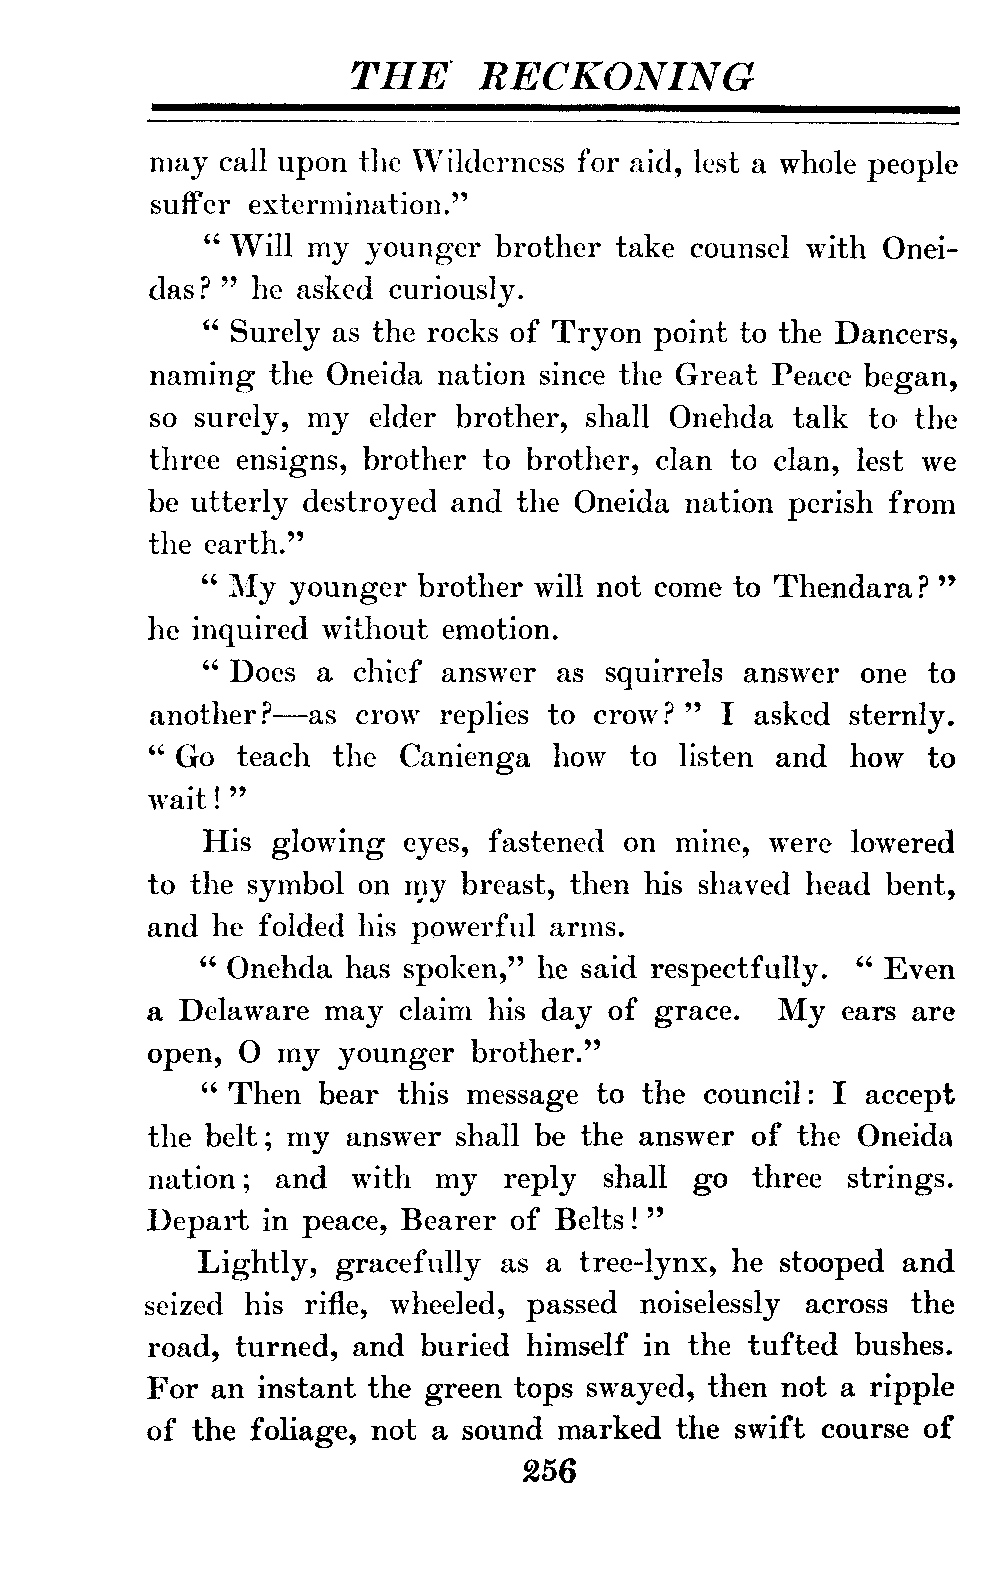 THE RECKONING
may call upon the Wilderness for aid, lest a whole people
suffer extermination.”
“ Will my younger brother take counsel with Onei-
das? ” he asked curiously.
“ Surely as the rocks of Tryon point to the Dancers,
naming the Oneida nation since the Great Peace began,
so surely, my elder brother, shall Onehda talk to the
three ensigns, brother to brother, clan to clan, lest we
be utterly destroyed and the Oneida nation perish from
the earth.”
“ My younger brother will not come to Thendara? ”
he inquired without emotion.
“ Does a chief answer as squirrels answer one to
another?—as crow replies to crow? ” I asked sternly.
“ Go teach the Canienga how to listen and how to
wait! ”
His glowing eyes, fastened on mine, were lowered
to the symbol on my breast, then his shaved head bent,
and he folded his powerful arms.
“ Onehda has spoken,” he said respectfully. “ Even
a Delaware may claim his day of grace. My ears are
open, O my younger brother.”
“ Then bear this message to the council: I accept
the belt; my answer shall be the answer of the Oneida
nation; and with my reply shall go three strings.
Depart in peace, Bearer of Belts! ”
Lightly, gracefully as a tree-lynx, he stooped and
seized his rifle, wheeled, passed noiselessly across the
road, turned, and buried himself in the tufted bushes.
For an instant the green tops swayed, then not a ripple
of the foliage, not a sound marked the swift course of
256